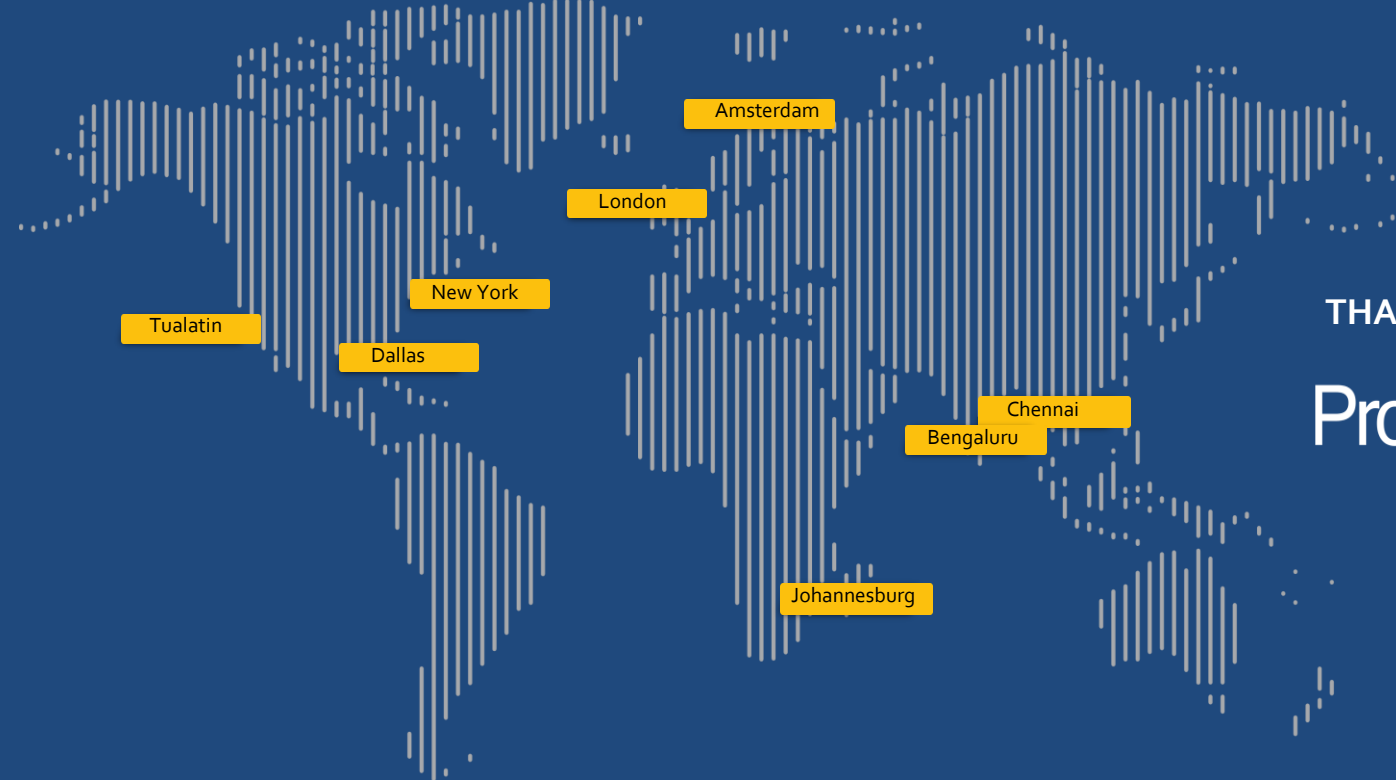 Amsterdam
London
New York
Tualatin
Dallas
Chennai
Bengaluru
Johannesburg
THA
Pro